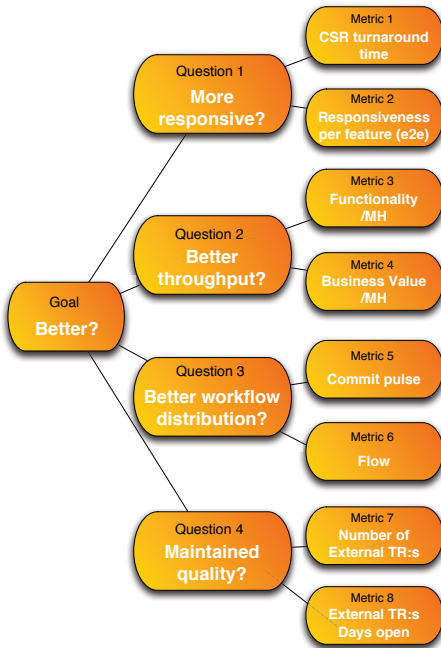 Goal
Better?
Question 1
More
responsive?
Metric 1
CSR turnaround
time
Metric 2
Responsiveness
per feature (e2e)
Question 2
Better
throughput?
Metric 3
Functionality
/MH
Metric 4
Business Value
/MH
Question 3
Better workflow
distribution?
Metric 5
Commit pulse
Metric 6
Flow
Question 4
Maintained
quality?
Metric 7
Number of
External TR:s
Metric 8
External TR:s
Days open